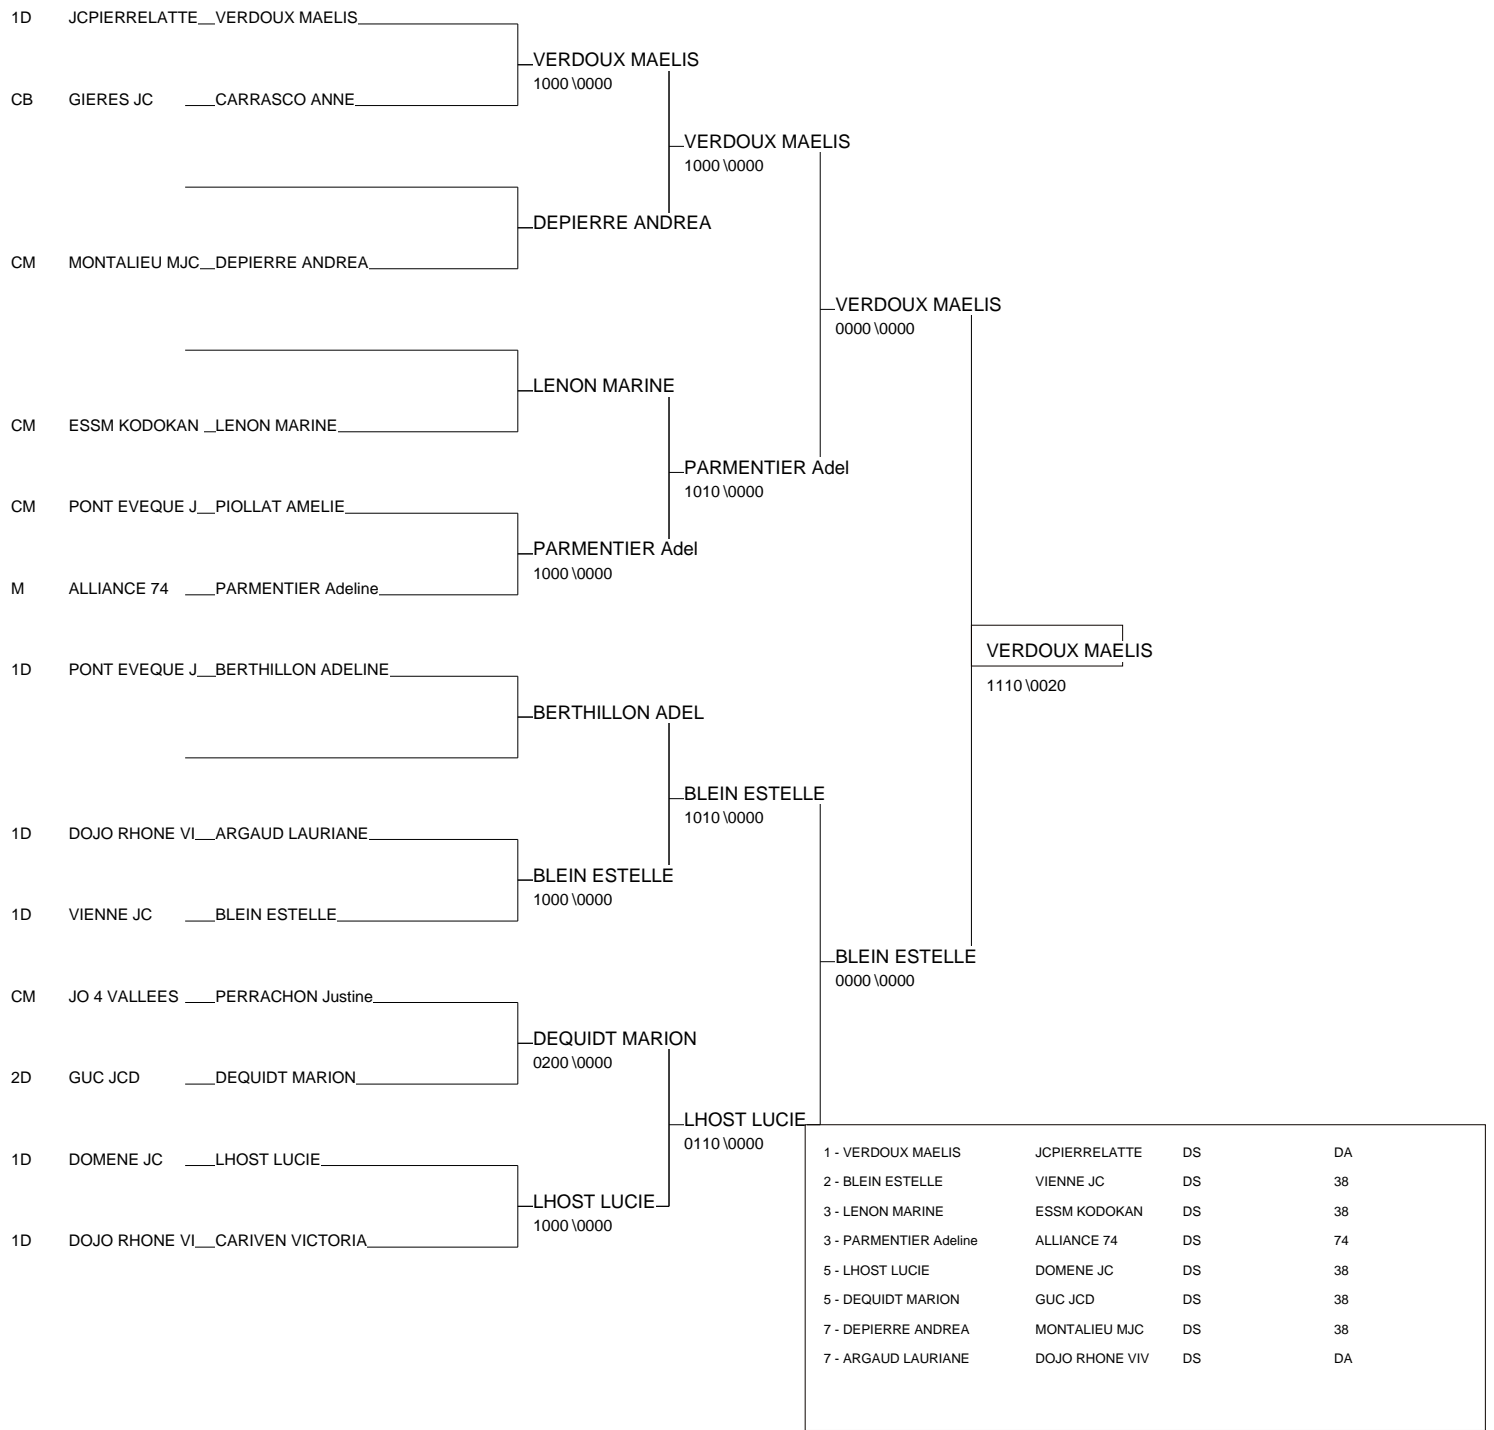 1D JCPIERRELATTE VERDOUX MAELIS
VERDOUX MAELIS
1000 \0000
CB GIERES JC CARRASCO ANNE
VERDOUX MAELIS
1000 \0000
DEPIERRE ANDREA
CM MONTALIEU MJC DEPIERRE ANDREA
VERDOUX MAELIS
0000 \0000
LENON MARINE
CM ESSM KODOKAN LENON MARINE
PARMENTIER Adel
1010 \0000
CM PONT EVEQUE J PIOLLAT AMELIE
PARMENTIER Adel
1000 \0000
M ALLIANCE 74 PARMENTIER Adeline
VERDOUX MAELIS
1110 \0020
1D PONT EVEQUE J BERTHILLON ADELINE
BERTHILLON ADEL
BLEIN ESTELLE
1010 \0000
1D DOJO RHONE VI ARGAUD LAURIANE
BLEIN ESTELLE
1000 \0000
1D VIENNE JC BLEIN ESTELLE
BLEIN ESTELLE
0000 \0000
CM JO 4 VALLEES PERRACHON Justine
DEQUIDT MARION
0200 \0000
2D GUC JCD DEQUIDT MARION
LHOST LUCIE
0110 \0000
1D DOMENE JC LHOST LUCIE
LHOST LUCIE
1000 \0000
1D DOJO RHONE VI CARIVEN VICTORIA
1 - VERDOUX MAELIS JCPIERRELATTE DS DA
2 - BLEIN ESTELLE VIENNE JC DS 38
3 - LENON MARINE ESSM KODOKAN DS 38
3 - PARMENTIER Adeline ALLIANCE 74 DS 74
5 - LHOST LUCIE DOMENE JC DS 38
5 - DEQUIDT MARION GUC JCD DS 38
7 - DEPIERRE ANDREA MONTALIEU MJC DS 38
7 - ARGAUD LAURIANE DOJO RHONE VIV DS DA